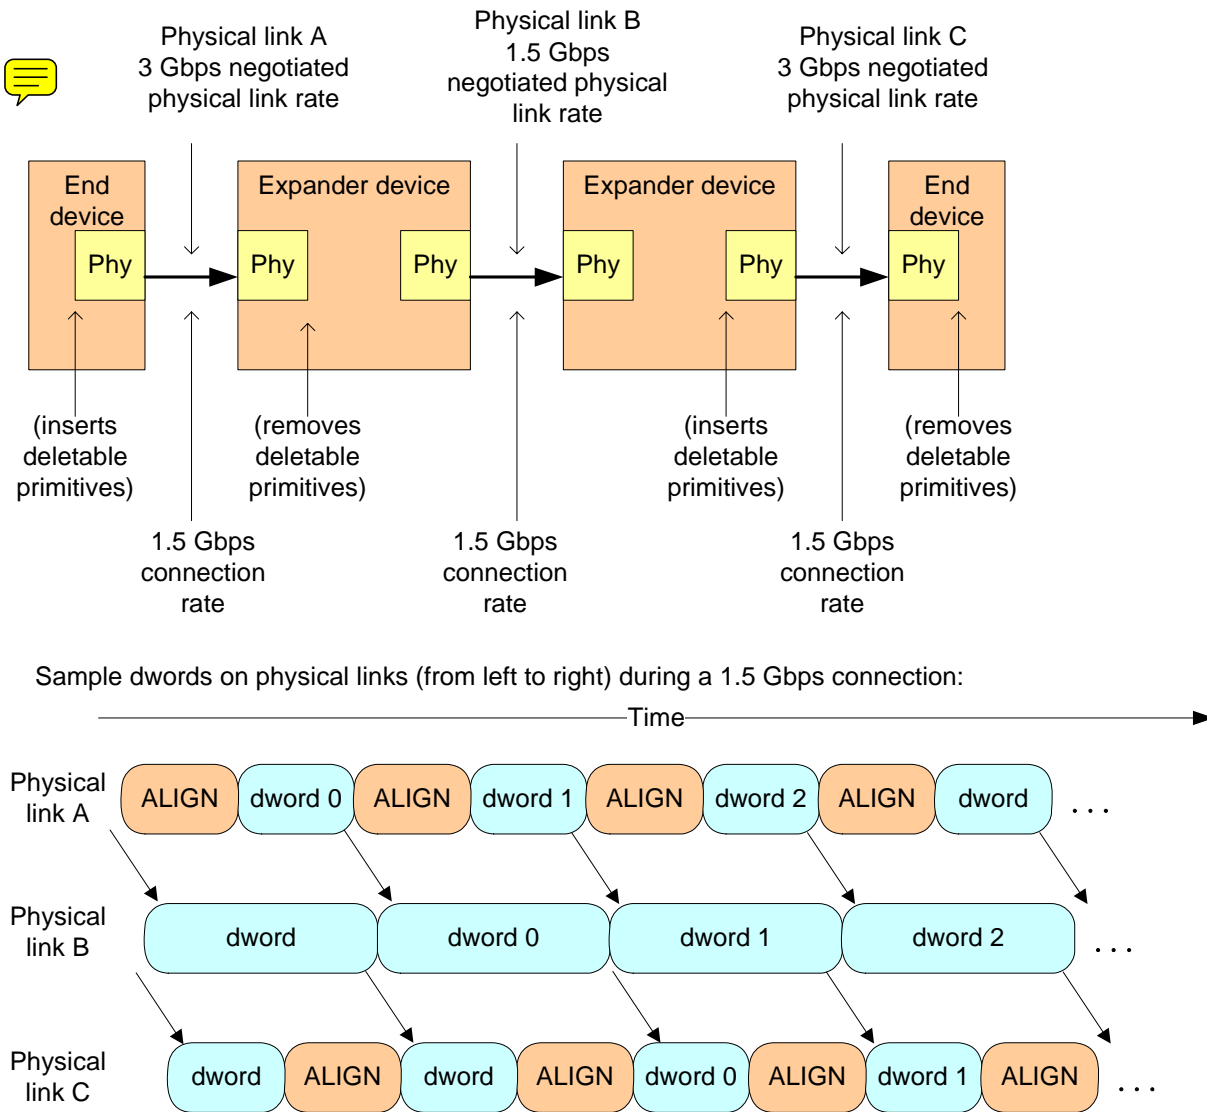 Physical link A
3 Gbps negotiated
physical link rate
Physical link B
1.5 Gbps
negotiated physical
link rate
Physical link C
3 Gbps negotiated
physical link rate
End
device
Phy
Expander device
Phy
Phy
Expander device
Phy
Phy
End
device
Phy
(inserts
deletable
primitives)
(removes
deletable
primitives)
(inserts
deletable
primitives)
(removes
deletable
primitives)
1.5 Gbps
connection
rate
1.5 Gbps
connection
rate
1.5 Gbps
connection
rate
Sample dwords on physical links (from left to right) during a 1.5 Gbps connection:
Time
Physical
link A
ALIGN dword 0 ALIGN dword 1 ALIGN dword 2 ALIGN dword . . .
Physical
link B
dword dword 0 dword 1 dword 2 . . .
Physical
link C
dword ALIGN dword ALIGN dword 0 ALIGN dword 1 ALIGN . . .